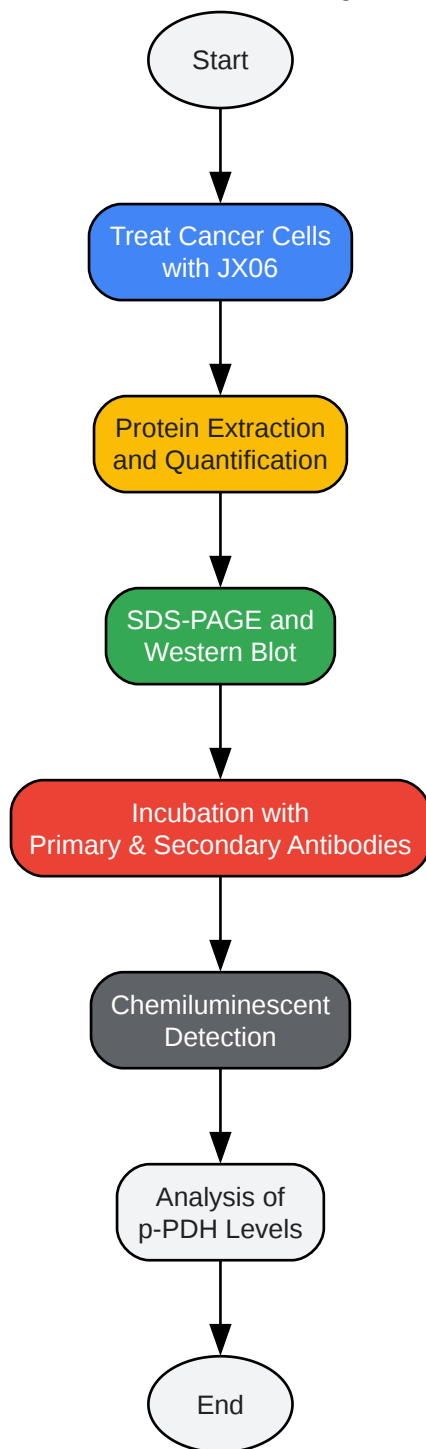 Start
Treat Cancer Cells
with JX06
Protein Extraction
and Quantification
SDS-PAGE and
Western Blot
Incubation with
Primary & Secondary Antibodies
Chemiluminescent
Detection
Analysis of
p-PDH Levels
End